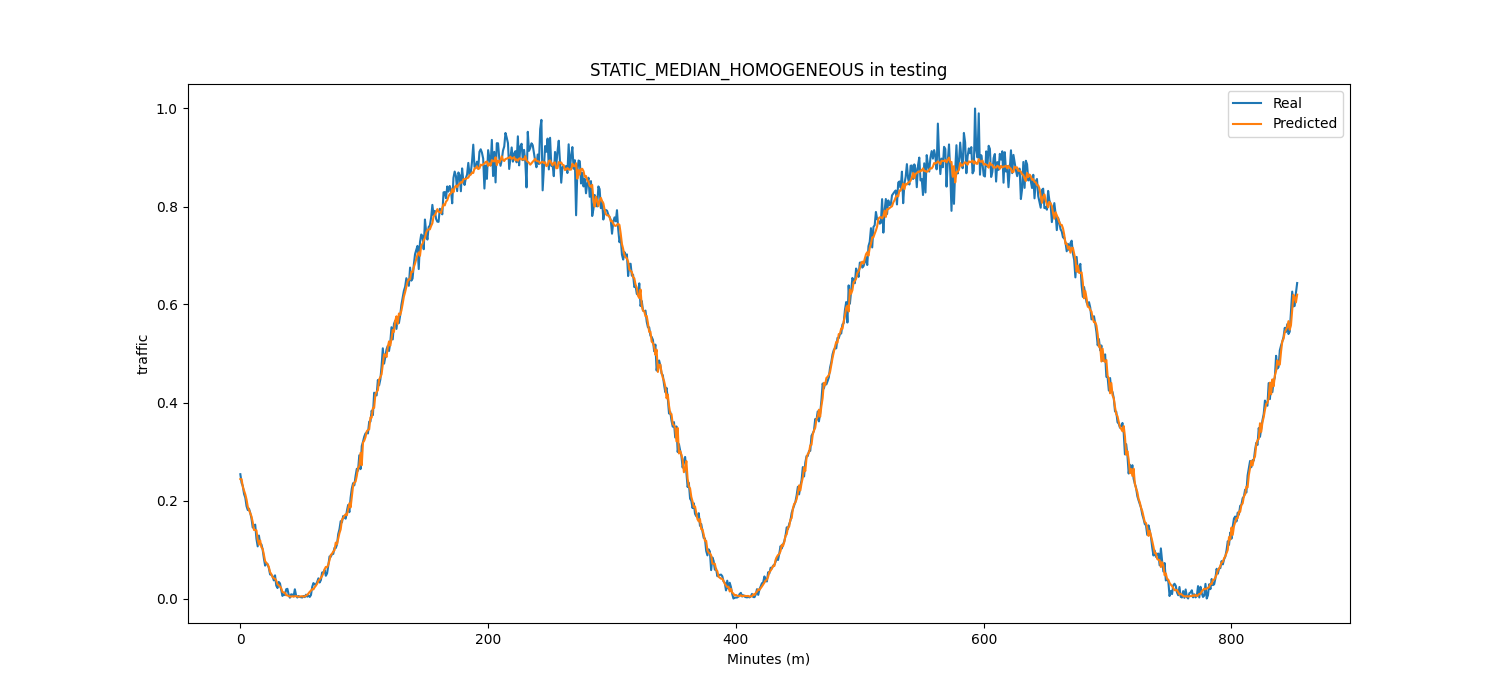 STATIC_MEDIAN_HOMOGENEOUS in testing
Real
Predicted
1.0
0.8
0.6
0.4
0.2
0.0
traffic
0
200
400
600
800
Minutes (m)